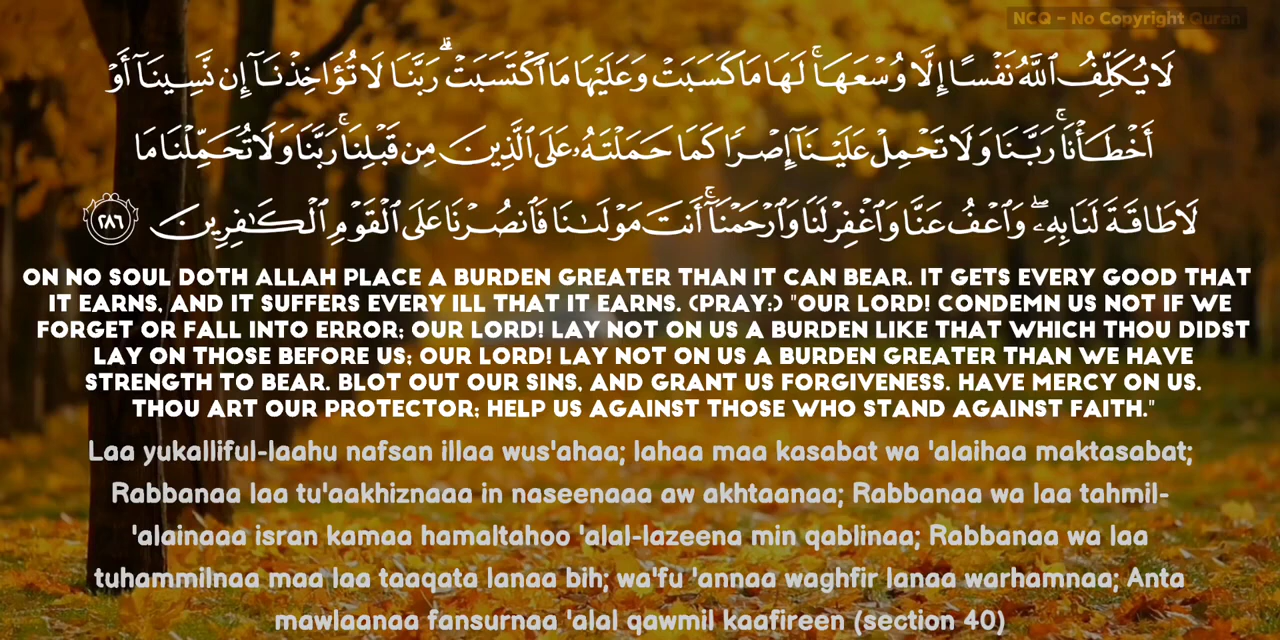 NCQ - No Copyright Quran
لَا يُكَلِّفُ ٱللَّهُ نَفْسًا إِلَّا وُسْعَهَاۚ لَهَا مَا كَسَبَتْ وَعَلَيْهَا مَا ٱكْتَسَبَتْۗ رَبَّنَا لَا تُؤَاخِذْنَآ إِن نَّسِينَآ أَوْ
أَخْطَأْنَاۚ رَبَّنَا وَلَا تَحْمِلْ عَلَيْنَآ إِصْرًا كَمَا حَمَلْتَهُۥ عَلَى ٱلَّذِينَ مِن قَبْلِنَاۚ رَبَّنَا وَلَا تُحَمِّلْنَا مَا
لَا طَاقَةَ لَنَا بِهِۦۖ وَٱعْفُ عَنَّا وَٱغْفِرْ لَنَا وَٱرْحَمْنَآۚ أَنتَ مَوْلَىٰنَا فَٱنصُرْنَا عَلَى ٱلْقَوْمِ ٱلْكَـٰفِرِينَ ٢٨٦
ON NO SOUL DOTH ALLAH PLACE A BURDEN GREATER THAN IT CAN BEAR. IT GETS EVERY GOOD THAT
IT EARNS, AND IT SUFFERS EVERY ILL THAT IT EARNS. (PRAY:) "OUR LORD! CONDEMN US NOT IF WE
FORGET OR FALL INTO ERROR; OUR LORD! LAY NOT ON US A BURDEN LIKE THAT WHICH THOU DIDST
LAY ON THOSE BEFORE US; OUR LORD! LAY NOT ON US A BURDEN GREATER THAN WE HAVE
STRENGTH TO BEAR. BLOT OUT OUR SINS, AND GRANT US FORGIVENESS. HAVE MERCY ON US.
THOU ART OUR PROTECTOR; HELP US AGAINST THOSE WHO STAND AGAINST FAITH."
Laa yukalliful-laahu nafsan illaa wus'ahaa; lahaa maa kasabat wa 'alaihaa maktasabat;
Rabbanaa laa tu'aakhiznaaa in naseenaaa aw akhtaanaa; Rabbanaa wa laa tahmil-
'alainaaa isran kamaa hamaltahoo 'alal-lazeena min qablinaa; Rabbanaa wa laa
tuhammilnaa maa laa taaqata lanaa bih; wa'fu 'annaa waghfir lanaa warhamnaa; Anta
mawlaanaa fansurnaa 'alal qawmil kaafireen (section 40)